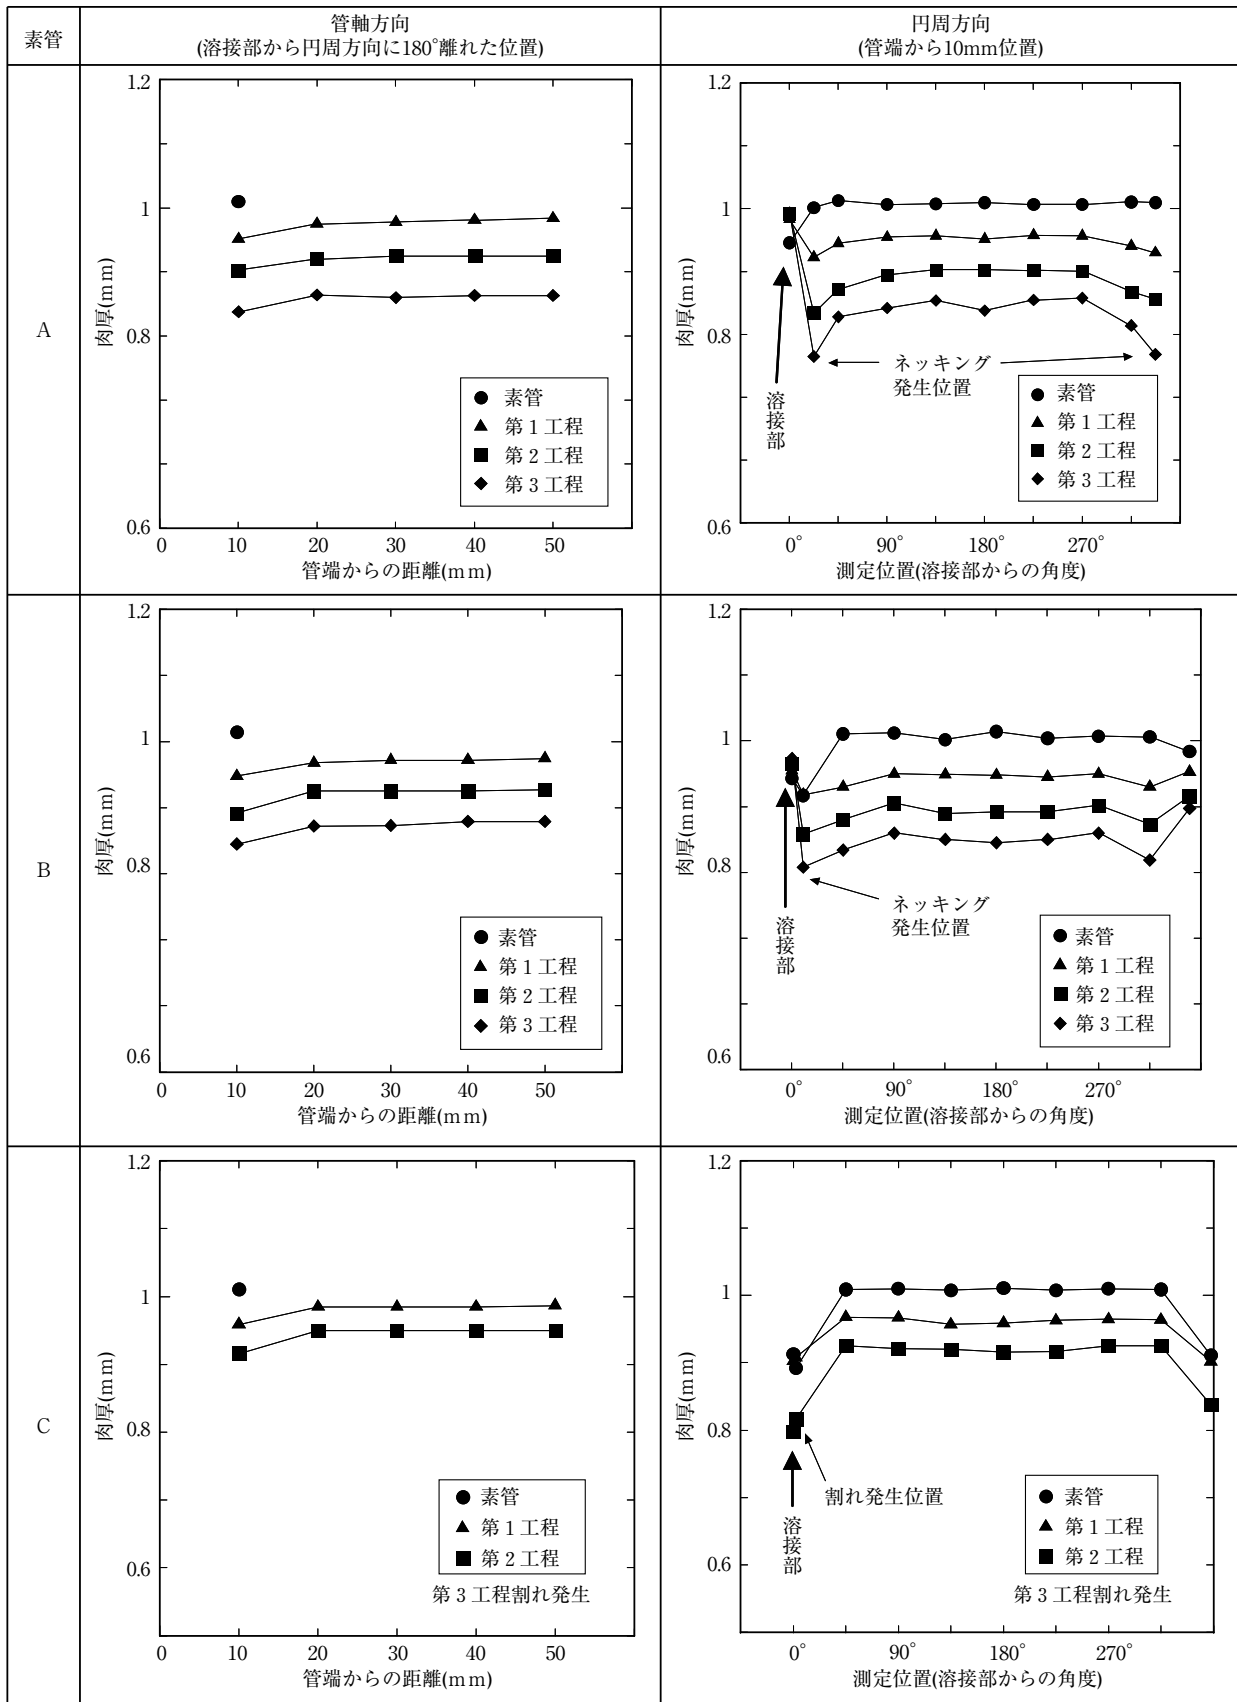 素管
管軸方向
(溶接部から円周方向に180°離れた位置)
円周方向
(管端から10mm位置)
A
1.2
1
0.8
0.6
肉厚(mm)
素管
第1工程
第2工程
第3工程
0
10
20
30
40
50
管端からの距離(mm)
1.2
1
0.8
0.6
肉厚(mm)
溶接部
ネッキング
発生位置
素管
第1工程
第2工程
第3工程
0°
90°
180°
270°
測定位置(溶接部からの角度)
B
1.2
1
0.8
0.6
肉厚(mm)
素管
第1工程
第2工程
第3工程
0
10
20
30
40
50
管端からの距離(mm)
1.2
1
0.8
0.6
肉厚(mm)
溶接部
ネッキング
発生位置
素管
第1工程
第2工程
第3工程
0°
90°
180°
270°
測定位置(溶接部からの角度)
C
1.2
1
0.8
0.6
肉厚(mm)
素管
第1工程
第2工程
第3工程割れ発生
0
10
20
30
40
50
管端からの距離(mm)
1.2
1
0.8
0.6
肉厚(mm)
溶接部
割れ発生位置
素管
第1工程
第2工程
第3工程割れ発生
0°
90°
180°
270°
測定位置(溶接部からの角度)